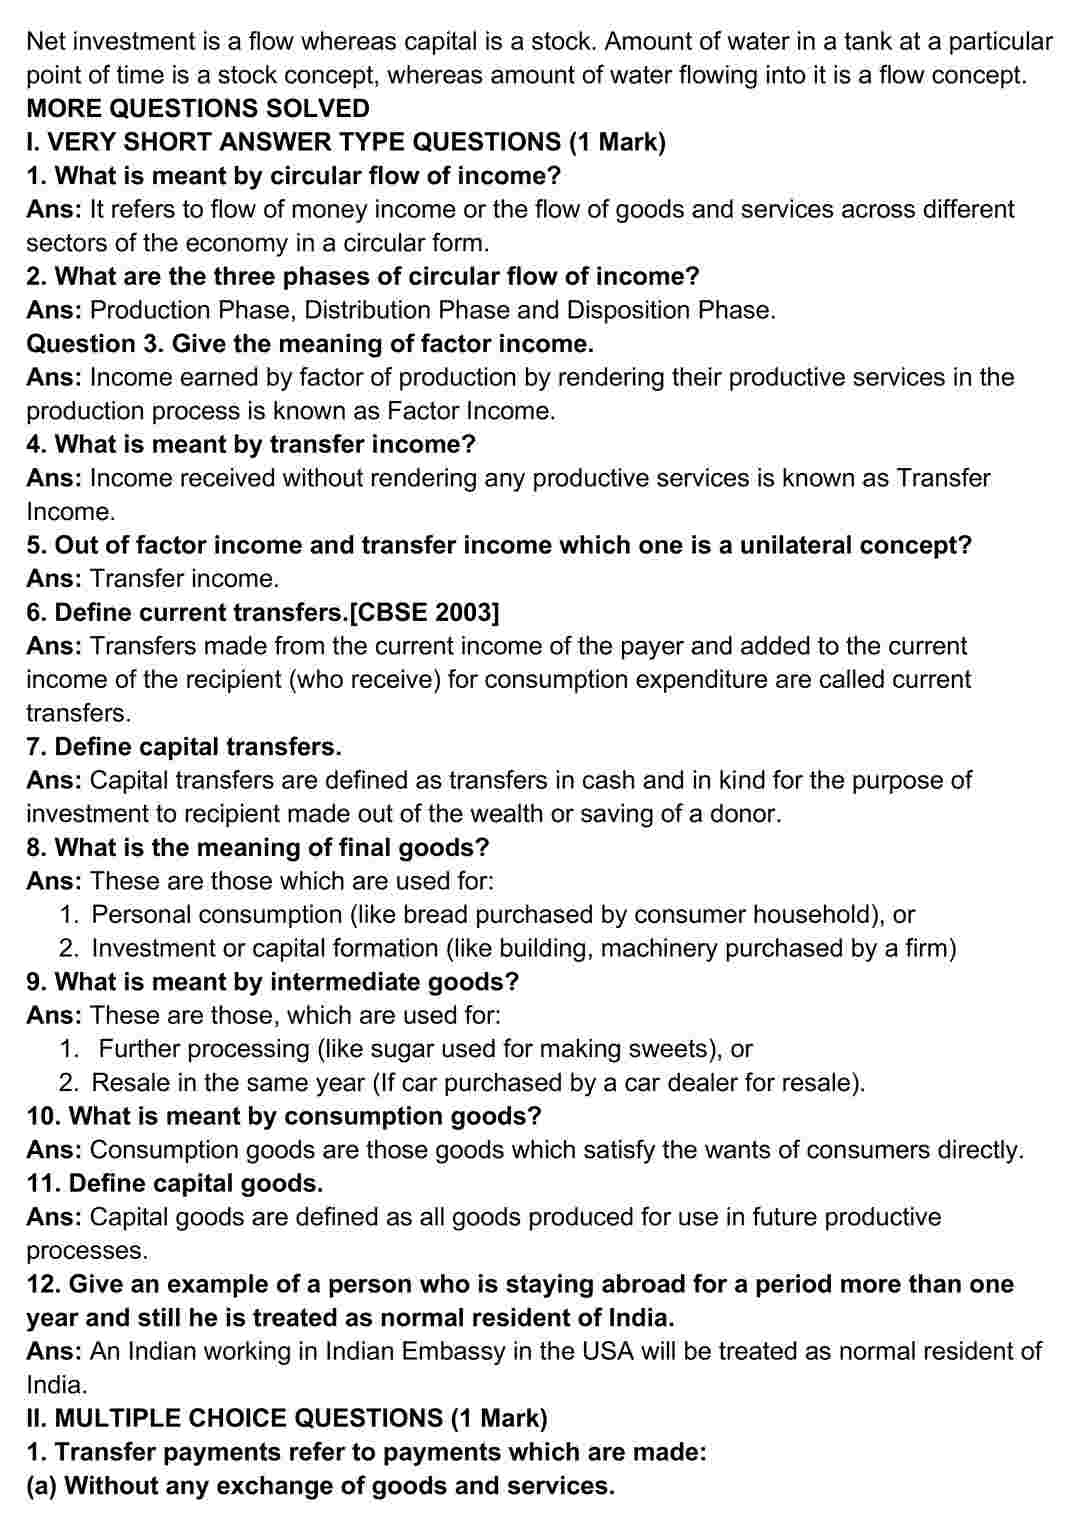 Net investment is a flow whereas capital is a stock. Amount of water in a tank at a particular
point of time is a stock concept, whereas amount of water flowing into it is a flow concept.
MORE QUESTIONS SOLVED
I. VERY SHORT ANSWER TYPE QUESTIONS (1 Mark)
1. What is meant by circular flow of income?
Ans: It refers to flow of money income or the flow of goods and services across different
sectors of the economy in a circular form.
2. What are the three phases of circular flow of income?
Ans: Production Phase, Distribution Phase and Disposition Phase.
Question 3. Give the meaning of factor income.
Ans: Income earned by factor of production by rendering their productive services in the
production process is known as Factor Income.
4. What is meant by transfer income?
Ans: Income received without rendering any productive services is known as Transfer
Income.
5. Out of factor income and transfer income which one is a unilateral concept?
Ans: Transfer income.
6. Define current transfers.[CBSE 2003]
Ans: Transfers made from the current income of the payer and added to the current
income of the recipient (who receive) for consumption expenditure are called current
transfers.
7. Define capital transfers.
Ans: Capital transfers are defined as transfers in cash and in kind for the purpose of
investment to recipient made out of the wealth or saving of a donor.
8. What is the meaning of final goods?
Ans: These are those which are used for:
1. Personal consumption (like bread purchased by consumer household), or
2. Investment or capital formation (like building, machinery purchased by a firm)
9. What is meant by intermediate goods?
Ans: These are those, which are used for:
1. Further processing (like sugar used for making sweets), or
2. Resale in the same year (If car purchased by a car dealer for resale).
10. What is meant by consumption goods?
Ans: Consumption goods are those goods which satisfy the wants of consumers directly.
11. Define capital goods.
Ans: Capital goods are defined as all goods produced for use in future productive
processes.
12. Give an example of a person who is staying abroad for a period more than one
year and still he is treated as normal resident of India.
Ans: An Indian working in Indian Embassy in the USA will be treated as normal resident of
India.
II. MULTIPLE CHOICE QUESTIONS (1 Mark)
1. Transfer payments refer to payments which are made:
(a) Without any exchange of goods and services.